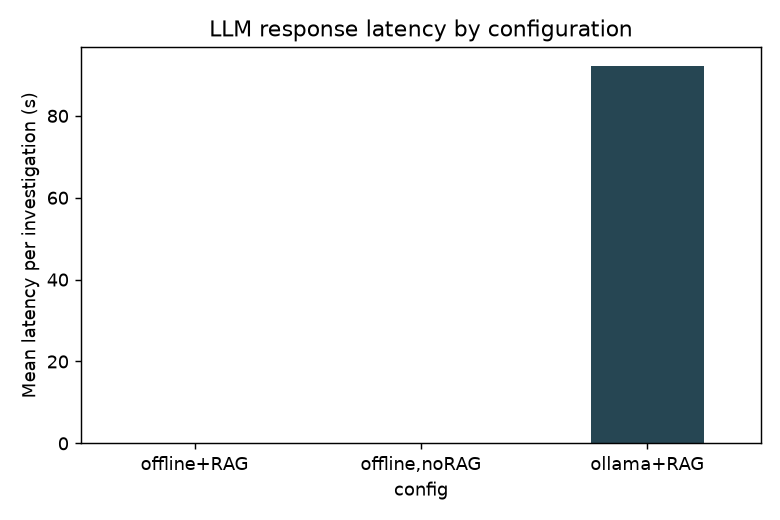 LLM response latency by configuration
Mean latency per investigation (s)
80
60
40
20
0
offline+RAG offline,noRAG ollama+RAG
config